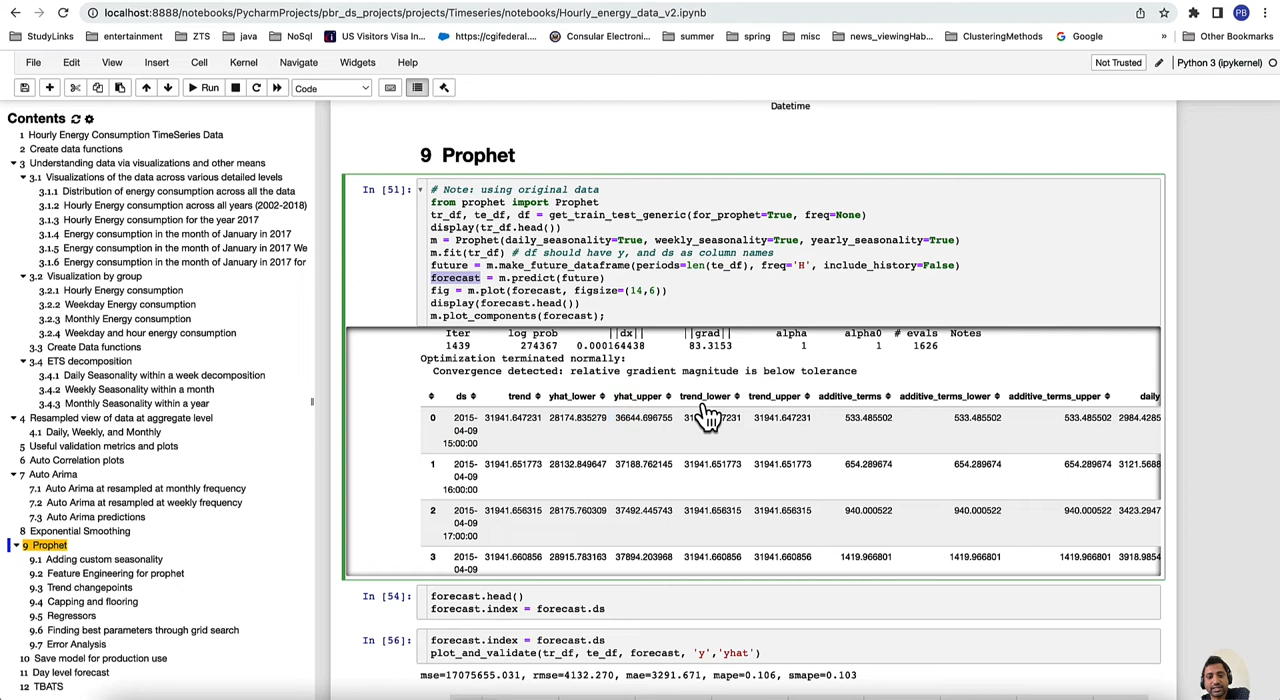 localhost:8888/notebooks/PycharmProjects/pbr_ds_projects/projects/Timeseries/notebooks/Hourly_energy_data_v2.ipynb
PB
StudyLinks entertainment ZTS java NoSql US Visitors Visa In... https://cgifederal.... Consular Electroni... summer spring misc news_viewingHab... ClusteringMethods Google » Other Bookmarks
File Edit View Insert Cell Kernel Navigate Widgets Help
Not Trusted Python 3 (ipykernel)
Run Code
Contents
1 Hourly Energy Consumption TimeSeries Data
2 Create data functions
3 Understanding data via visualizations and other means
3.1 Visualizations of the data across various detailed levels
3.1.1 Distribution of energy consumption across all the data
3.1.2 Hourly Energy consumption across all years (2002-2018)
3.1.3 Hourly Energy consumption for the year 2017
3.1.4 Energy consumption in the month of January in 2017
3.1.5 Energy consumption in the month of January in 2017 We
3.1.6 Energy consumption in the month of January in 2017 for
3.2 Visualization by group
3.2.1 Hourly Energy consumption
3.2.2 Weekday Energy consumption
3.2.3 Monthly Energy consumption
3.2.4 Weekday and hour energy consumption
3.3 Create Data functions
3.4 ETS decomposition
3.4.1 Daily Seasonality within a week decomposition
3.4.2 Weekly Seasonality within a month
3.4.3 Monthly Seasonality within a year
4 Resampled view of data at aggregate level
4.1 Daily, Weekly, and Monthly
5 Useful validation metrics and plots
6 Auto Correlation plots
7 Auto Arima
7.1 Auto Arima at resampled at monthly frequency
7.2 Auto Arima at resampled at weekly frequency
7.3 Auto Arima predictions
8 Exponential Smoothing
9 Prophet
9.1 Adding custom seasonality
9.2 Feature Engineering for prophet
9.3 Trend changepoints
9.4 Capping and flooring
9.5 Regressors
9.6 Finding best parameters through grid search
9.7 Error Analysis
10 Save model for production use
11 Day level forecast
12 TBATS
Datetime
9 Prophet
In [51]:
# Note: using original data
from prophet import Prophet
tr_df, te_df, df = get_train_test_generic(for_prophet=True, freq=None)
display(tr_df.head())
m = Prophet(daily_seasonality=True, weekly_seasonality=True, yearly_seasonality=True)
m.fit(tr_df) # df should have y, and ds as column names
future = m.make_future_dataframe(periods=len(te_df), freq='H', include_history=False)
forecast = m.predict(future)
fig = m.plot(forecast, figsize=(14,6))
display(forecast.head())
m.plot_components(forecast);
Iter log prob ||dx|| ||grad|| alpha alpha0 # evals Notes
1439 274367 0.000164438 83.3153 1 1 1626
Optimization terminated normally:
Convergence detected: relative gradient magnitude is below tolerance
ds trend yhat_lower yhat_upper trend_lower trend_upper additive_terms additive_terms_lower additive_terms_upper daily
0 2015-04-09 15:00:00 31941.647231 28174.835279 36644.696755 31941.647231 533.485502 533.485502 533.485502 2984.4285
1 2015-04-09 16:00:00 31941.651773 28132.849647 37188.762145 31941.651773 31941.651773 654.289674 654.289674 654.289674 3121.5688
2 2015-04-09 17:00:00 31941.656315 28175.760309 37492.445743 31941.656315 31941.656315 940.000522 940.000522 940.000522 3423.2947
3 2015-04-09 31941.660856 28915.783163 37894.203968 31941.660856 31941.660856 1419.966801 1419.966801 1419.966801 3918.9854
In [54]:
forecast.head()
forecast.index = forecast.ds
In [56]:
forecast.index = forecast.ds
plot_and_validate(tr_df, te_df, forecast, 'y','yhat')
mse=17075655.031, rmse=4132.270, mae=3291.671, mape=0.106, smape=0.103